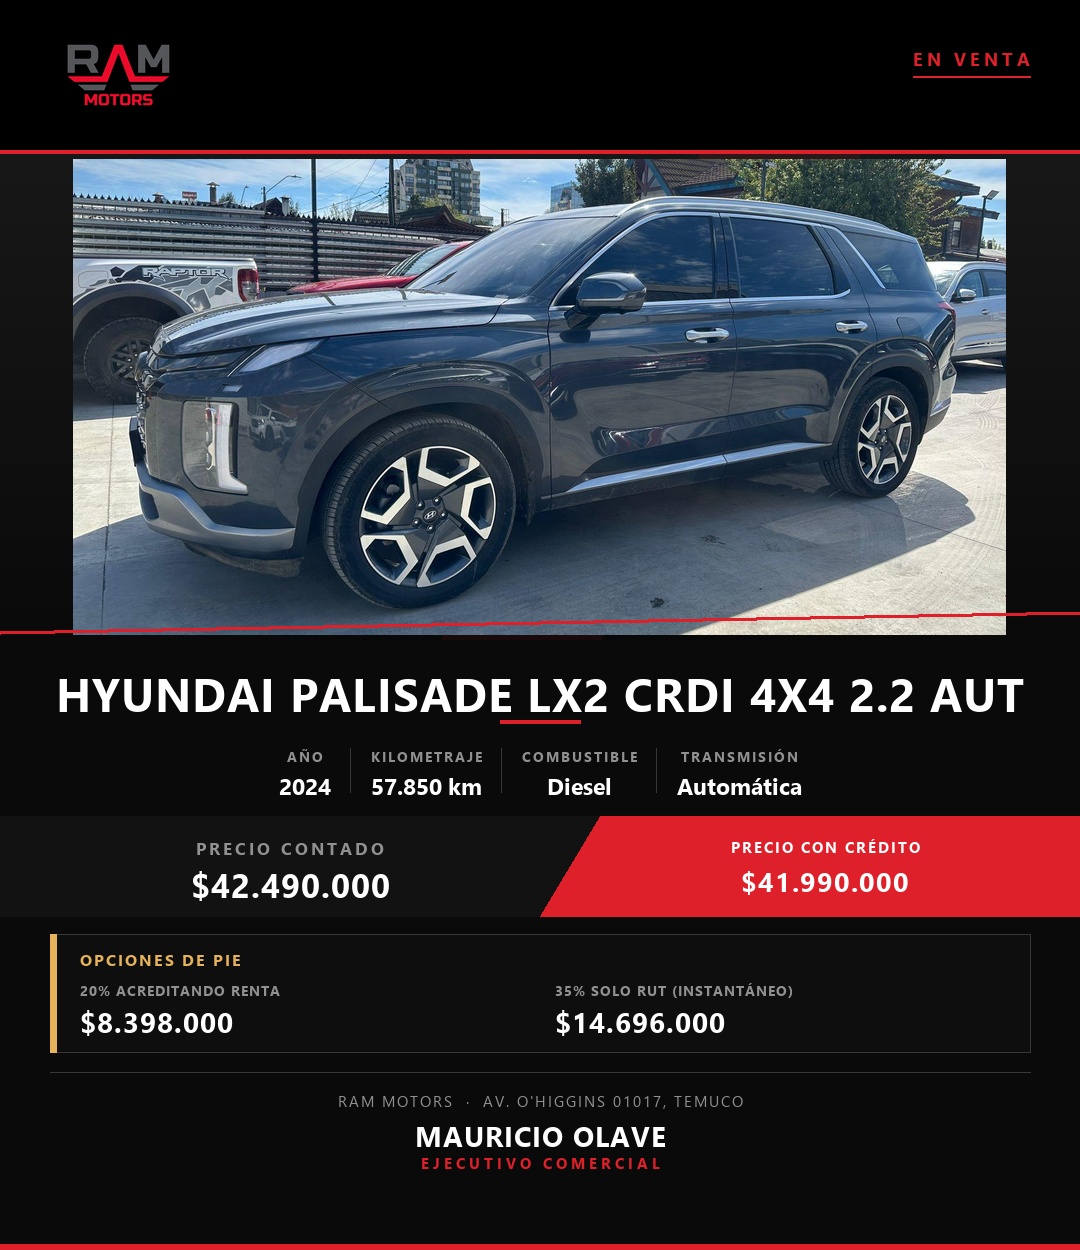 RAM
MOTORS
EN VENTA
RAPTOR
HYUNDAI PALISADE LX2 CRDI 4X4 2.2 AUT
AÑO
2024
KILOMETRAJE
57.850 km
COMBUSTIBLE
Diesel
TRANSMISIÓN
Automática
PRECIO CONTADO
$42.490.000
PRECIO CON CRÉDITO
$41.990.000
OPCIONES DE PIE
20% ACREDITANDO RENTA
$8.398.000
35% SOLO RUT (INSTANTÁNEO)
$14.696.000
RAM MOTORS · AV. O'HIGGINS 01017, TEMUCO
MAURICIO OLAVE
EJECUTIVO COMERCIAL